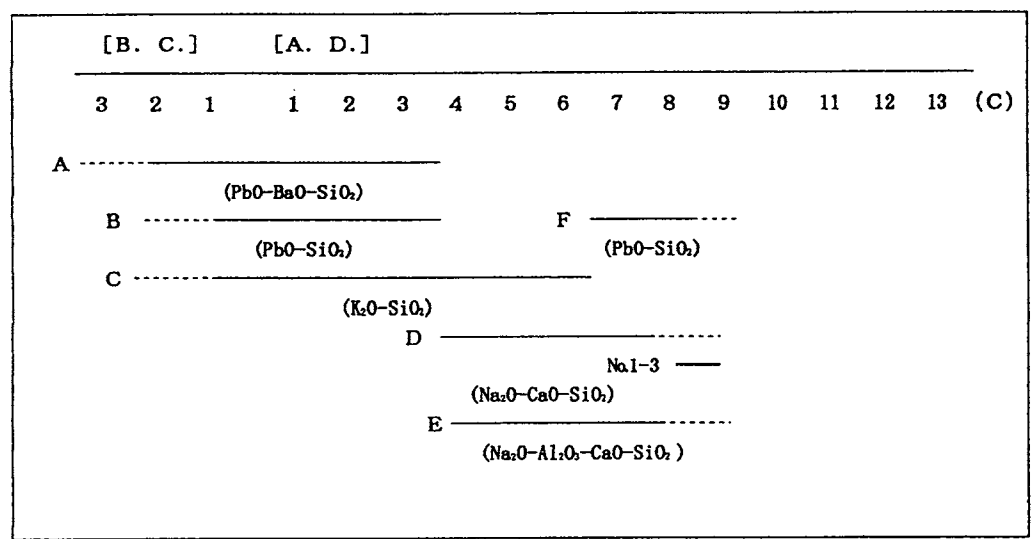 [B. C.] [A. D.]
3 2 1 1 2 3 4 5 6 7 8 9 10 11 12 13 (C)
A
(PbO-BaO-SiO₂)
B F
(PbO-SiO₂) (PbO-SiO₂)
C
(K₂O-SiO₂)
D
No.1-3
(Na₂O-CaO-SiO₂)
E
(Na₂O-Al₂O₃-CaO-SiO₂)